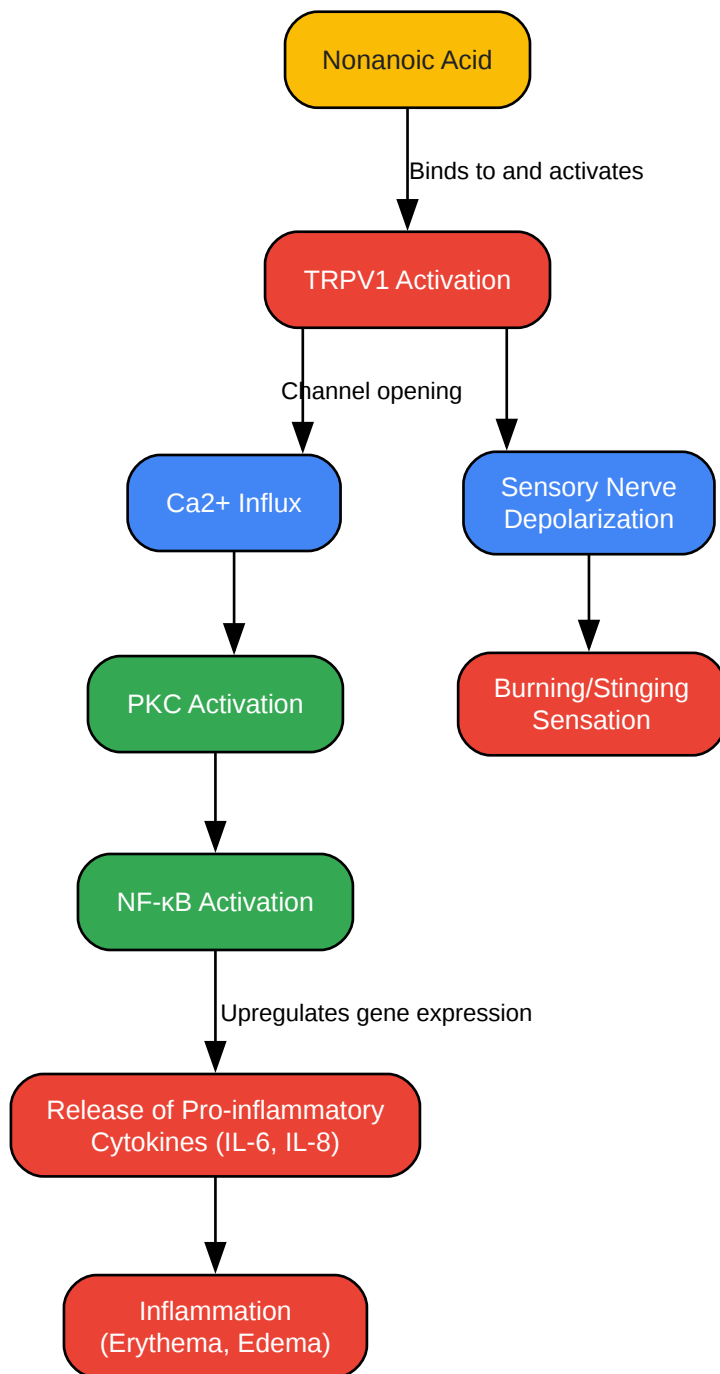 Nonanoic Acid
Binds to and activates
TRPV1 Activation
Channel opening
Ca2+ Influx
Sensory Nerve
Depolarization
PKC Activation
Burning/Stinging
Sensation
NF-κB Activation
Upregulates gene expression
Release of Pro-inflammatory
Cytokines (IL-6, IL-8)
Inflammation
(Erythema, Edema)